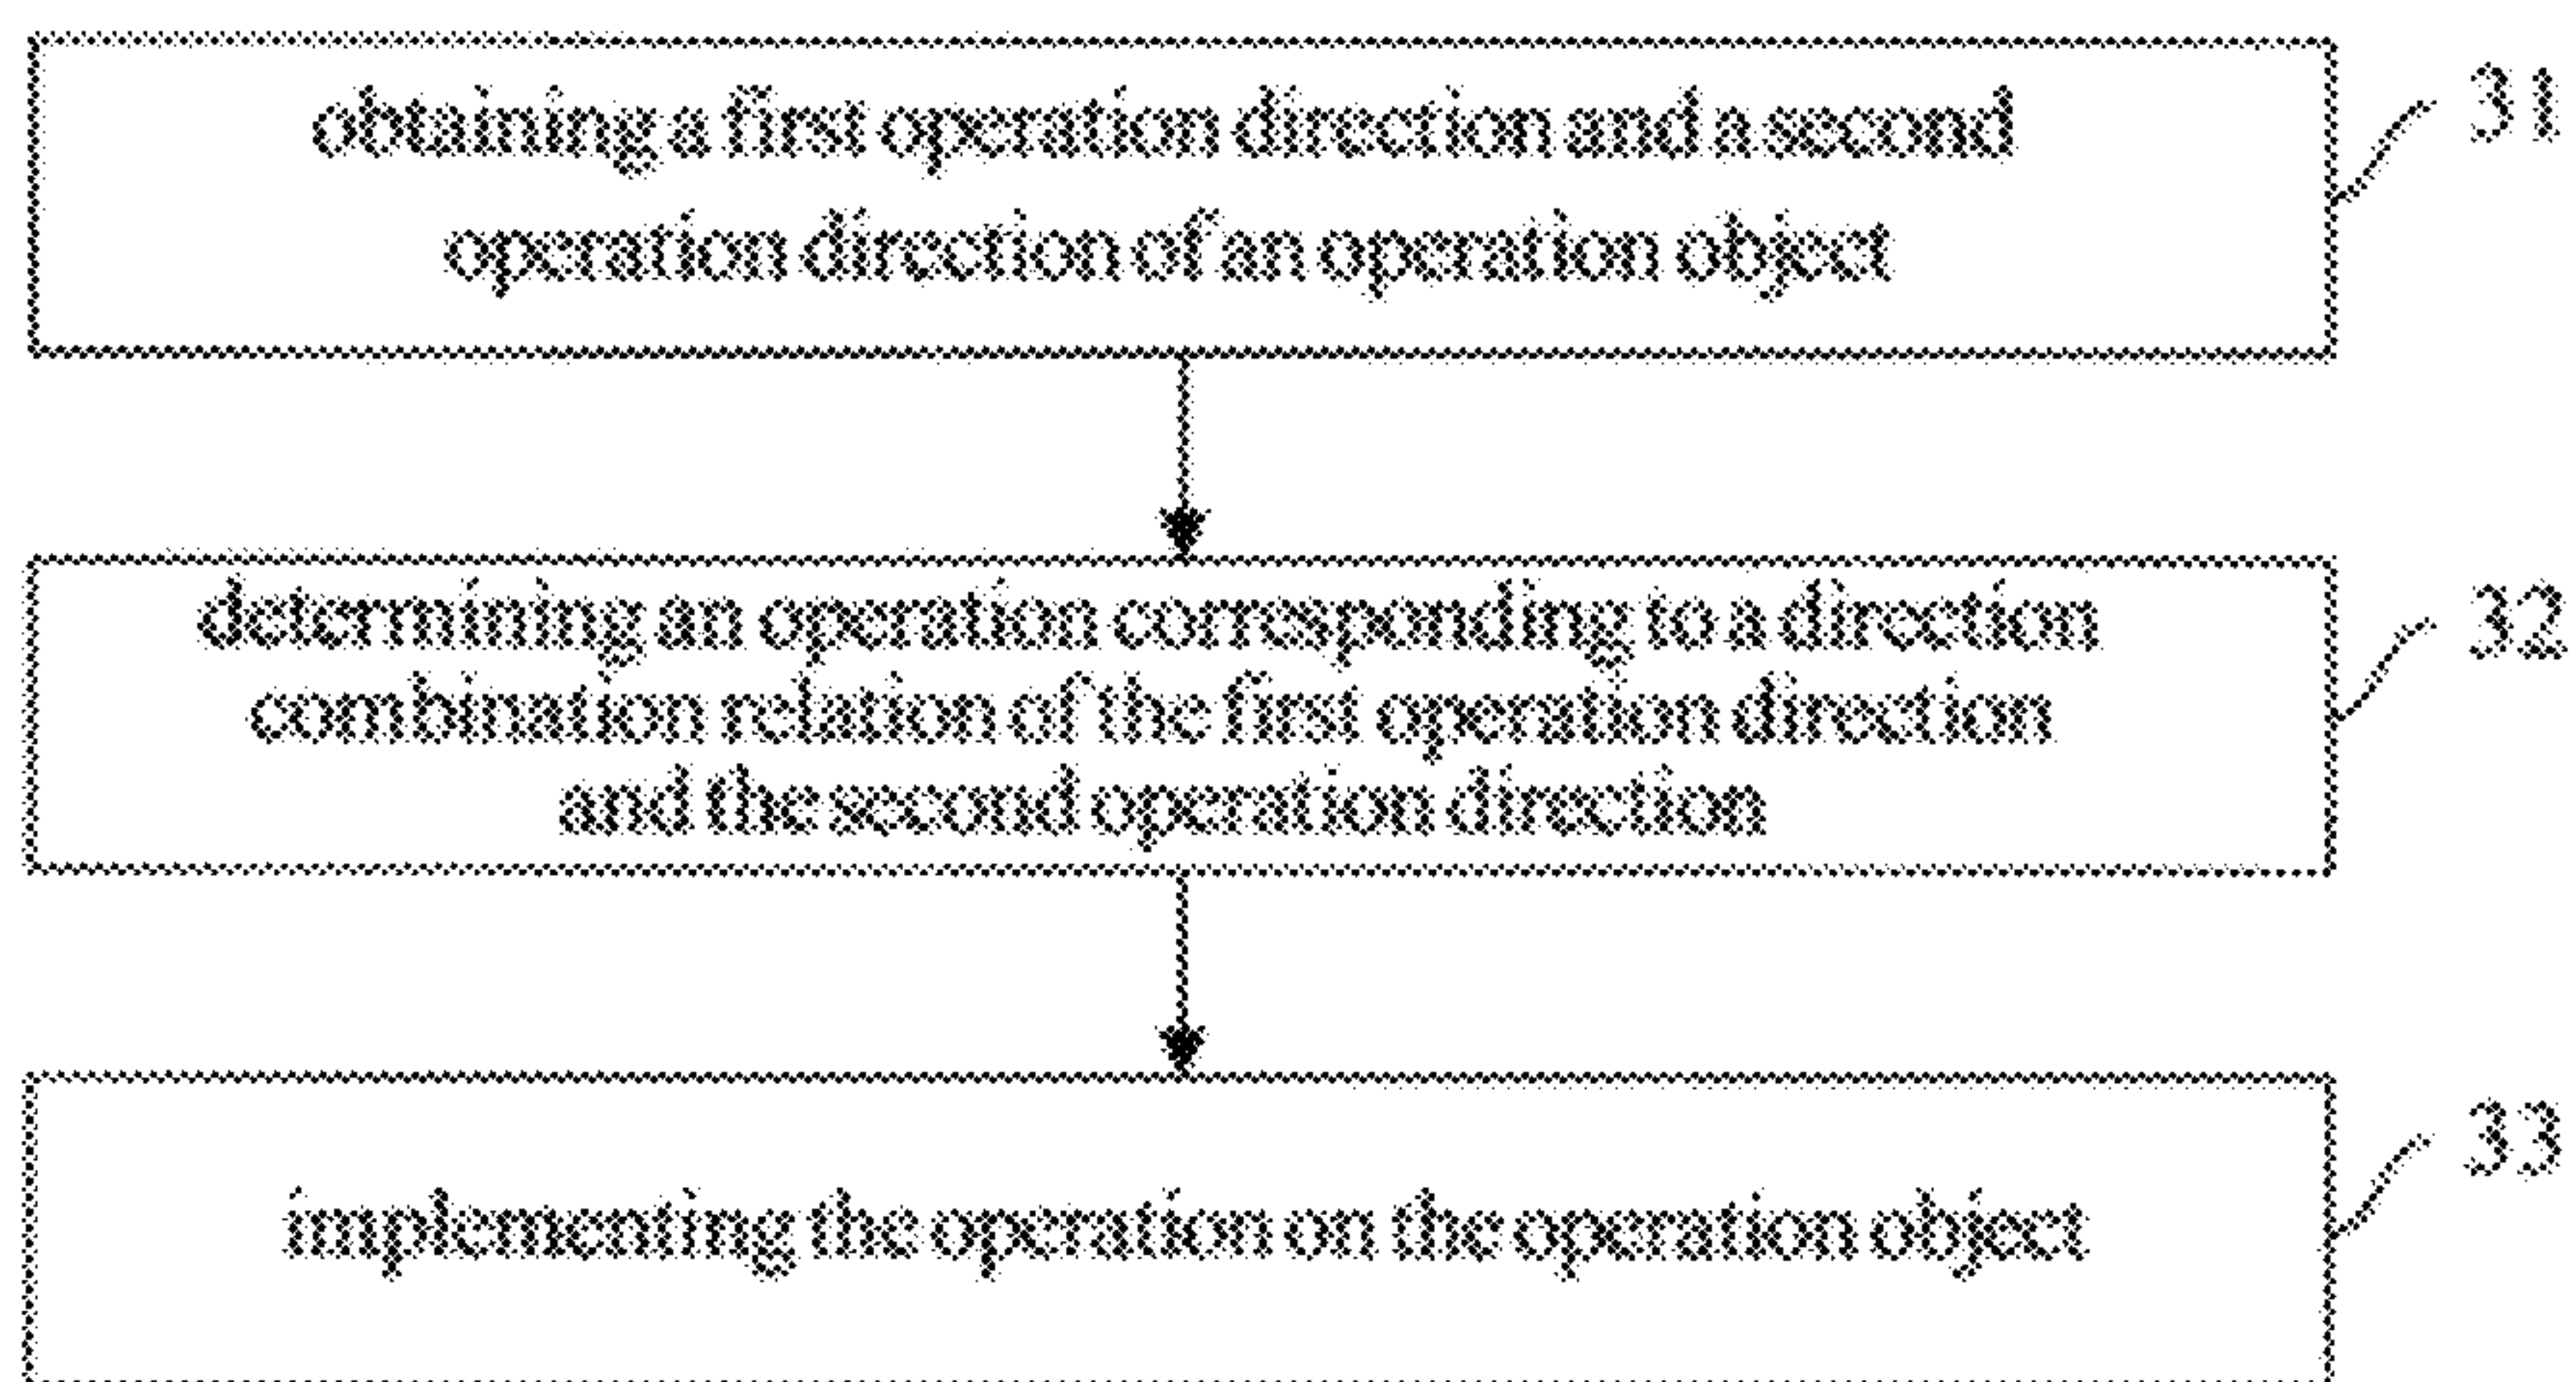 obtaining a first operation direction and a second
31
operation direction of an operation object
determining an operation corresponding to a direction
32
combination relation of the first operation direction
and the second operation direction
33
implementing the operation on the operation object